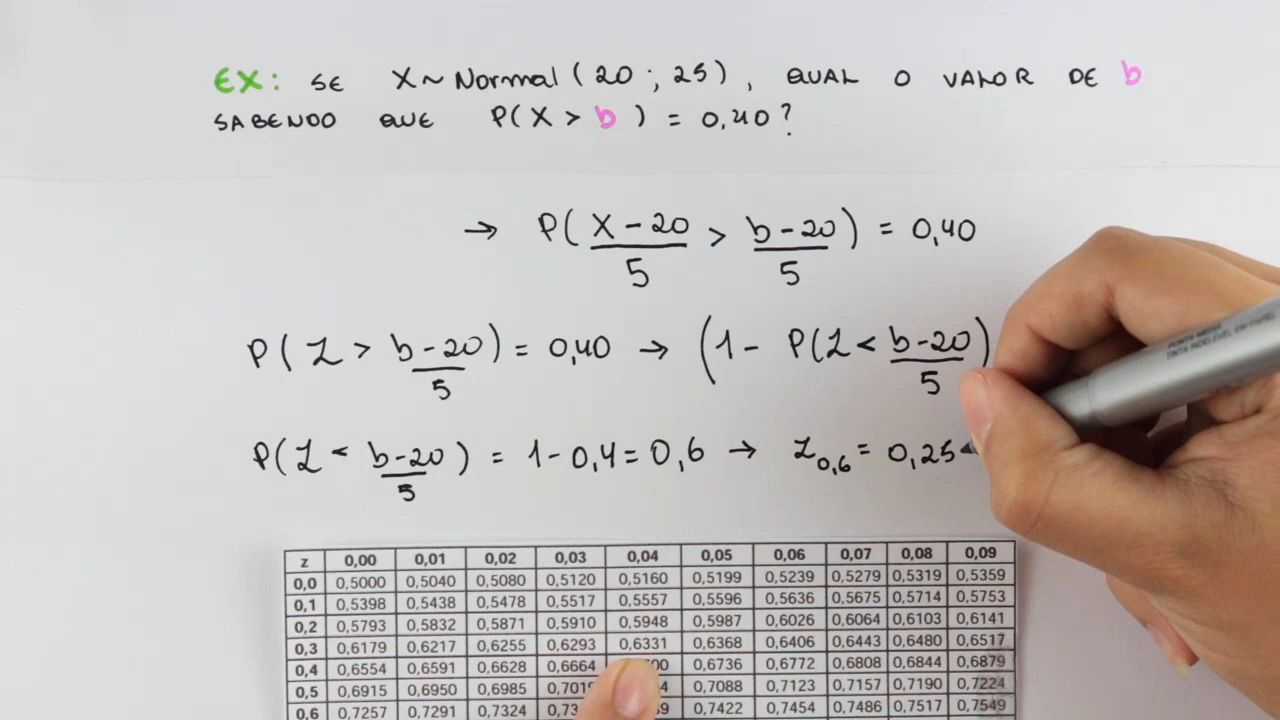 EX: SE X~Normal(20 ; 25), QUAL O VALOR DE b
SABENDO QUE P(X > b) = 0,40?
→ P(X-20/5 > b-20/5) = 0,40
P(Z > b-20/5) = 0,40 → (1- P(Z < b-20/5)
P(Z < b-20/5) = 1-0,4=0,6 → Z0,6 = 0,254
z 0,00 0,01 0,02 0,03 0,04 0,05 0,06 0,07 0,08 0,09
0,0 0,5000 0,5040 0,5080 0,5120 0,5160 0,5199 0,5239 0,5279 0,5319 0,5359
0,1 0,5398 0,5438 0,5478 0,5517 0,5557 0,5596 0,5636 0,5675 0,5714 0,5753
0,2 0,5793 0,5832 0,5871 0,5910 0,5948 0,5987 0,6026 0,6064 0,6103 0,6141
0,3 0,6179 0,6217 0,6255 0,6293 0,6331 0,6368 0,6406 0,6443 0,6480 0,6517
0,4 0,6554 0,6591 0,6628 0,6664 0,6736 0,6772 0,6808 0,6844 0,6879
0,5 0,6915 0,6950 0,6985 0,7088 0,7123 0,7157 0,7190 0,7224
0,6 0,7257 0,7291 0,7324 0,7422 0,7454 0,7486 0,7517 0,7549